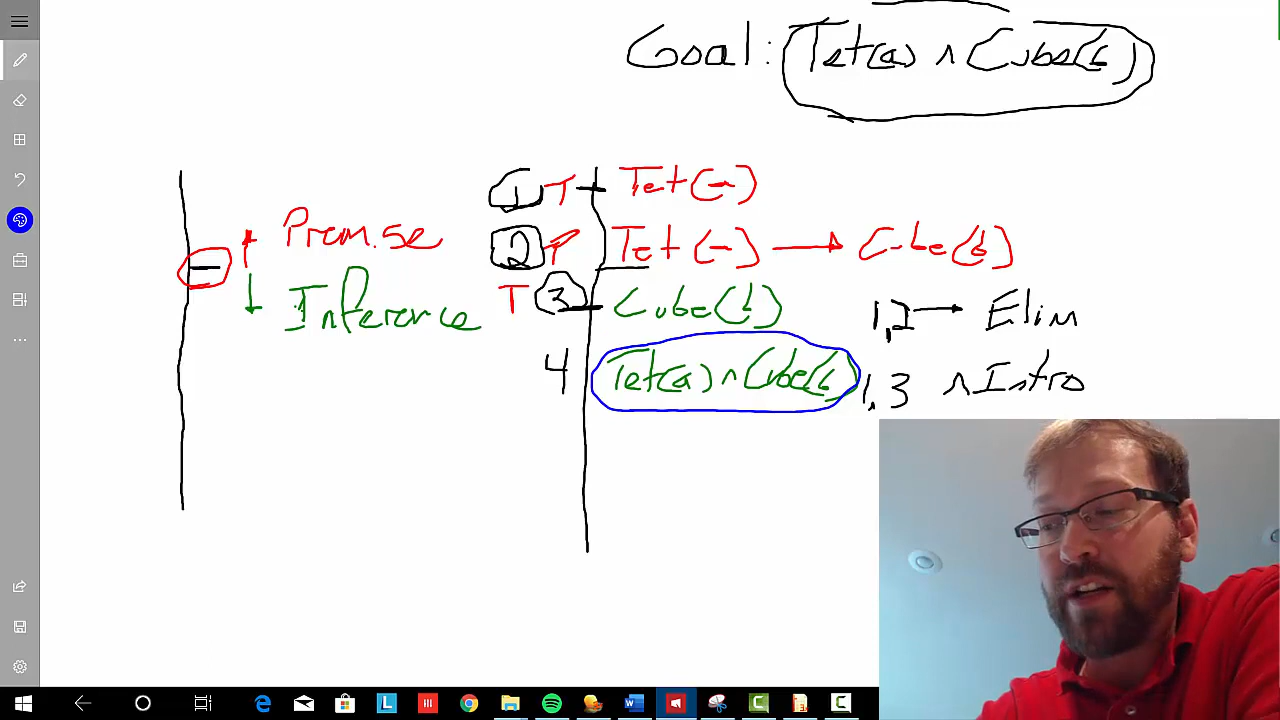 Goal: Tet(a) ∧ Cube(b)
1 T Tet(a)
Premise
2 P Tet(a) → Cube(b)
Inference
T 3 Cube(b) 1,2 → Elim
4 Tet(a) ∧ Cube(b) 1,3 ∧ Intro